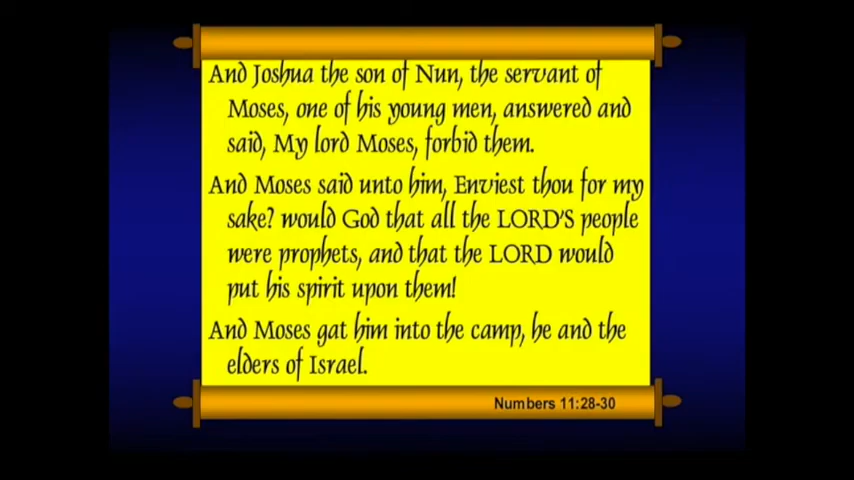 And Joshua the son of Nun, the servant of
Moses, one of his young men, answered and
said, My lord Moses, forbid them.
And Moses said unto him, Enviest thou for my
sake? would God that all the LORD'S people
were prophets, and that the LORD would
put his spirit upon them!
And Moses gat him into the camp, he and the
elders of Israel.
Numbers 11:28-30